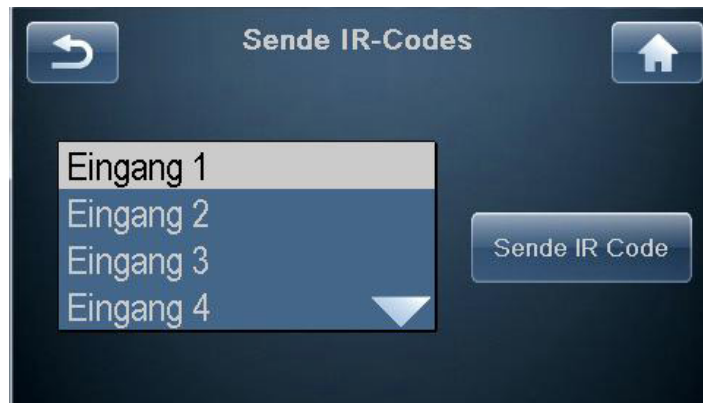 Sende IR-Codes
Eingang 1
Eingang 2
Eingang 3
Eingang 4
Sende IR Code